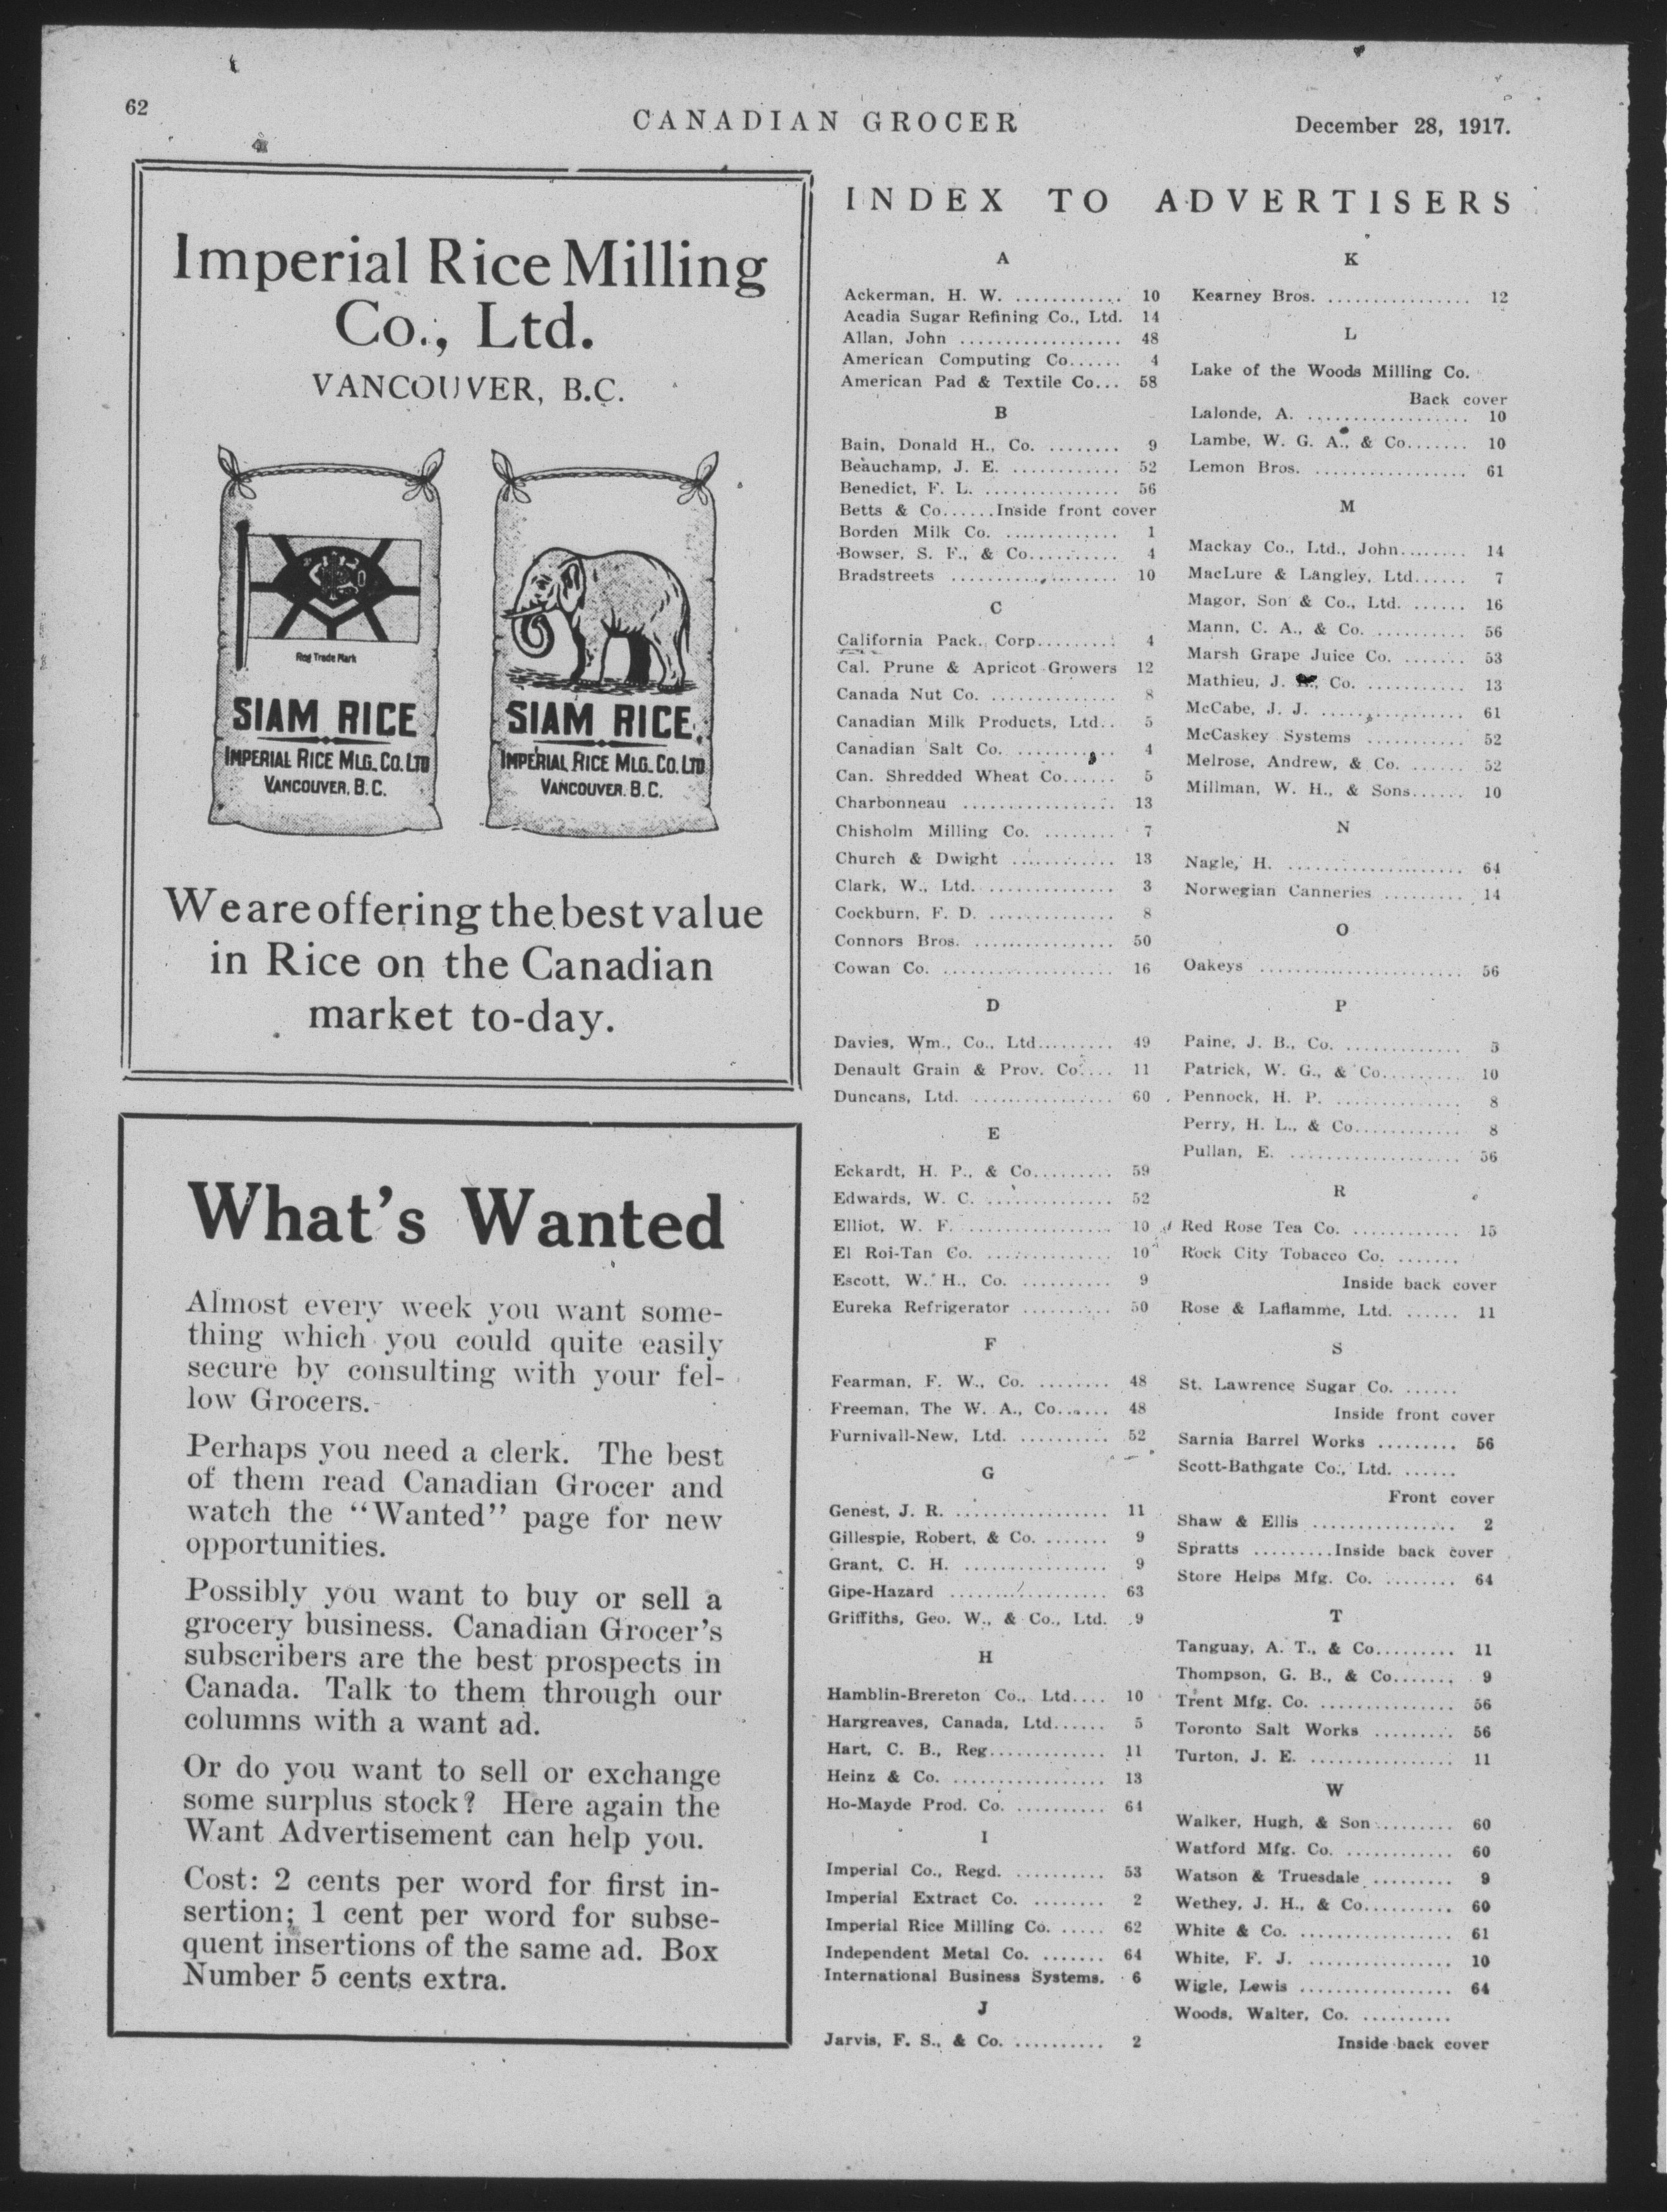 62
CANADIAN GROCER
December 28, 1917.
Imperial Rice Milling
Co., Ltd.
VANCOUVER, B.C.
Reg Trade Mark
SIAM RICE
IMPERIAL RICE MLG. CO. LTD
VANCOUVER, B.C.
SIAM RICE
IMPERIAL RICE MLG. CO. LTD
VANCOUVER. B.C.
We are offering the best value
in Rice on the Canadian
market to-day.
What's Wanted
Almost every week you want some-
thing which you could quite easily
secure by consulting with your fel-
low Grocers.
Perhaps you need a clerk. The best
of them read Canadian Grocer and
watch the "Wanted" page for new
opportunities.
Possibly you want to buy or sell a
grocery business. Canadian Grocer's
subscribers are the best prospects in
Canada. Talk to them through our
columns with a want ad.
Or do you want to sell or exchange
some surplus stock? Here again the
Want Advertisement can help you.
Cost: 2 cents per word for first in-
sertion; 1 cent per word for subse-
quent insertions of the same ad. Box
Number 5 cents extra.
INDEX TO ADVERTISERS
A
Ackerman, H. W. ............ 10
Acadia Sugar Refining Co., Ltd. 14
Allan, John .................. 48
American Computing Co...... 4
American Pad & Textile Co... 58
B
Bain, Donald H., Co. ........ 9
Beauchamp, J. E. ............ 52
Benedict, F. L. ............... 56
Betts & Co......Inside front cover
Borden Milk Co. ............. 1
Bowser, S. F., & Co.......... 4
Bradstreets ................... 10
C
California Pack. Corp......... 4
Cal. Prune & Apricot Growers 12
Canada Nut Co. .............. 8
Canadian Milk Products, Ltd.. 5
Canadian Salt Co. ........... 4
Can. Shredded Wheat Co...... 5
Charbonneau ................. 13
Chisholm Milling Co. ........ 7
Church & Dwight ............ 13
Clark, W., Ltd. .............. 3
Cockburn, F. D. .............. 8
Connors Bros. ................ 50
Cowan Co. ................... 16
D
Davies, Wm., Co., Ltd......... 49
Denault Grain & Prov. Co.... 11
Duncans, Ltd. ................ 60
E
Eckardt, H. P., & Co......... 59
Edwards, W. C. .............. 52
Elliot, W. F. ................. 10
El Roi-Tan Co. .............. 10
Escott, W. H., Co. .......... 9
Eureka Refrigerator .......... 50
F
Fearman, F. W., Co. ........ 48
Freeman, The W. A., Co...... 48
Furnivall-New, Ltd. .......... 52
G
Genest, J. R. ................. 11
Gillespie, Robert, & Co. ....... 9
Grant, C. H. ................ 9
Gipe-Hazard .................. 63
Griffiths, Geo. W., & Co., Ltd. 9
H
Hamblin-Brereton Co., Ltd.... 10
Hargreaves, Canada, Ltd...... 5
Hart, C. B., Reg............. 11
Heinz & Co. ................. 13
Ho-Mayde Prod. Co. .......... 64
I
Imperial Co., Regd. .......... 53
Imperial Extract Co. ........ 2
Imperial Rice Milling Co. ..... 62
Independent Metal Co. ....... 64
International Business Systems. 6
J
Jarvis, F. S., & Co. .......... 2
K
Kearney Bros. ................ 12
L
Lake of the Woods Milling Co.
Back cover
Lalonde, A. .................. 10
Lambe, W. G. A., & Co....... 10
Lemon Bros. ................. 61
M
Mackay Co., Ltd., John........ 14
MacLure & Langley, Ltd...... 7
Magor, Son & Co., Ltd. ...... 16
Mann, C. A., & Co. .......... 56
Marsh Grape Juice Co. ....... 53
Mathieu, J. Co. ........... 13
McCabe, J. J. ................ 61
McCaskey Systems ........... 52
Melrose, Andrew, & Co. ...... 52
Millman, W. H., & Sons...... 10
N
Nagle, H. .................... 64
Norwegian Canneries ......... 14
O
Oakeys ....................... 56
P
Paine, J. B., Co. ............. 5
Patrick, W. G., & Co.......... 10
Pennock, H. P. .............. 8
Perry, H. L., & Co............ 8
Pullan, E. ................... 56
R
Red Rose Tea Co. ............ 15
Rock City Tobacco Co. .......
Inside back cover
Rose & Laflamme, Ltd. ...... 11
S
St. Lawrence Sugar Co. ......
Inside front cover
Sarnia Barrel Works ......... 56
Scott-Bathgate Co., Ltd. ......
Front cover
Shaw & Ellis ................ 2
Spratts .........Inside back cover
Store Helps Mfg. Co. ........ 64
T
Tanguay, A. T., & Co......... 11
Thompson, G. B., & Co....... 9
Trent Mfg. Co. ............... 56
Toronto Salt Works ......... 56
Turton, J. E. ................ 11
W
Walker, Hugh, & Son ......... 60
Watford Mfg. Co. ............ 60
Watson & Truesdale ......... 9
Wethey, J. H., & Co.......... 60
White & Co. ................. 61
White, F. J. ................ 10
Wigle, Lewis ................. 64
Woods, Walter, Co. ..........
Inside back cover